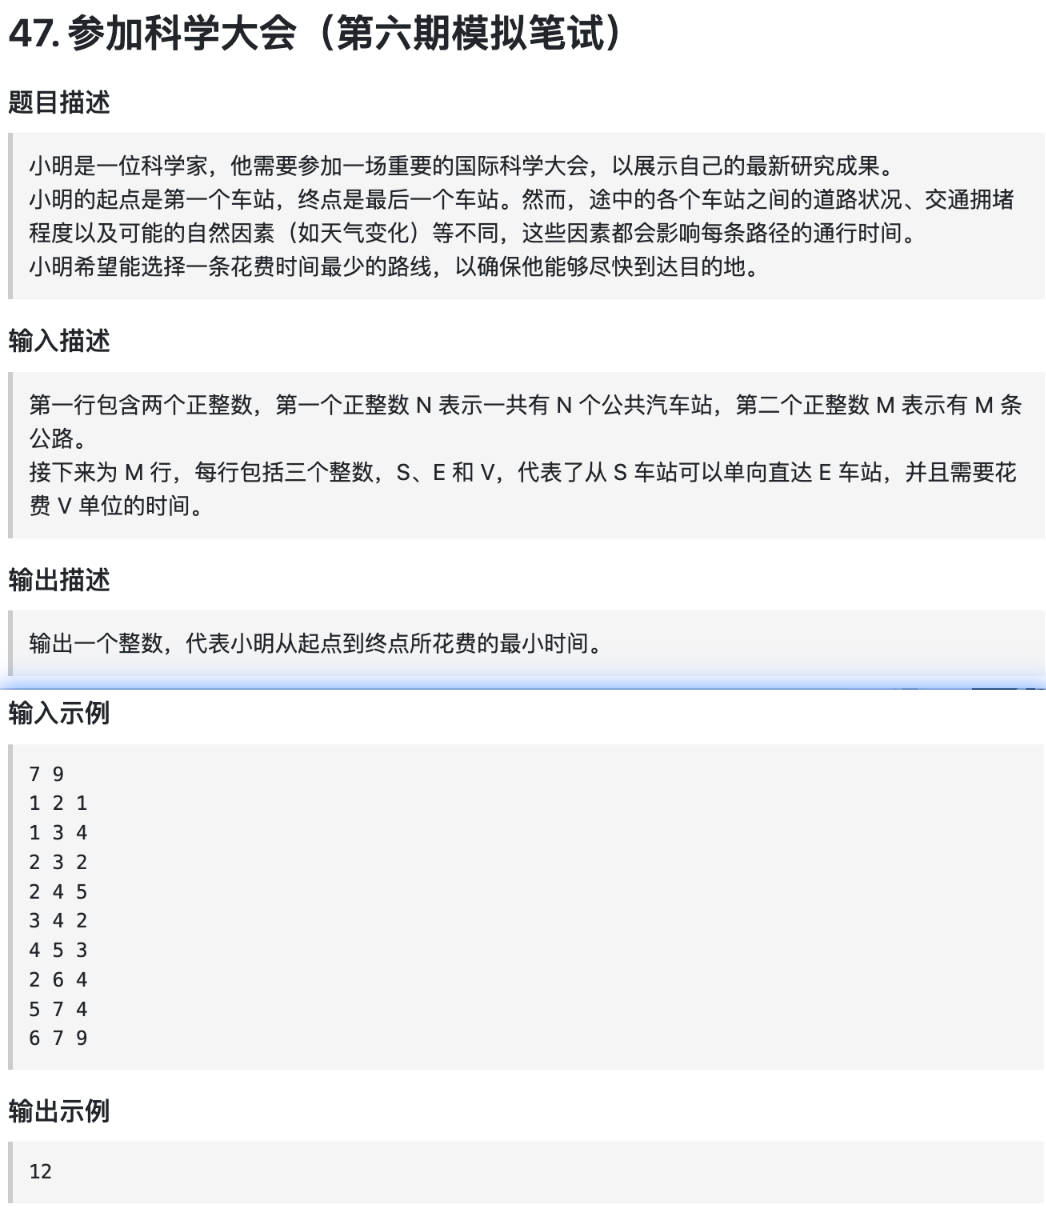 47. 参加科学大会（第六期模拟笔试）
题目描述
小明是一位科学家，他需要参加一场重要的国际科学大会，以展示自己的最新研究成果。
小明的起点是第一个车站，终点是最后一个车站。然而，途中的各个车站之间的道路状况、交通拥堵
程度以及可能的自然因素（如天气变化）等不同，这些因素都会影响每条路径的通行时间。
小明希望能选择一条花费时间最少的路线，以确保他能够尽快到达目的地。
输入描述
第一行包含两个正整数，第一个正整数 N 表示一共有 N 个公共汽车站，第二个正整数 M 表示有 M 条
公路。
接下来为 M 行，每行包括三个整数，S、E 和 V，代表了从 S 车站可以单向直达 E 车站，并且需要花
费 V 单位的时间。
输出描述
输出一个整数，代表小明从起点到终点所花费的最小时间。
输入示例
7 9
1 2 1
1 3 4
2 3 2
2 4 5
3 4 2
4 5 3
2 6 4
5 7 4
6 7 9
输出示例
12